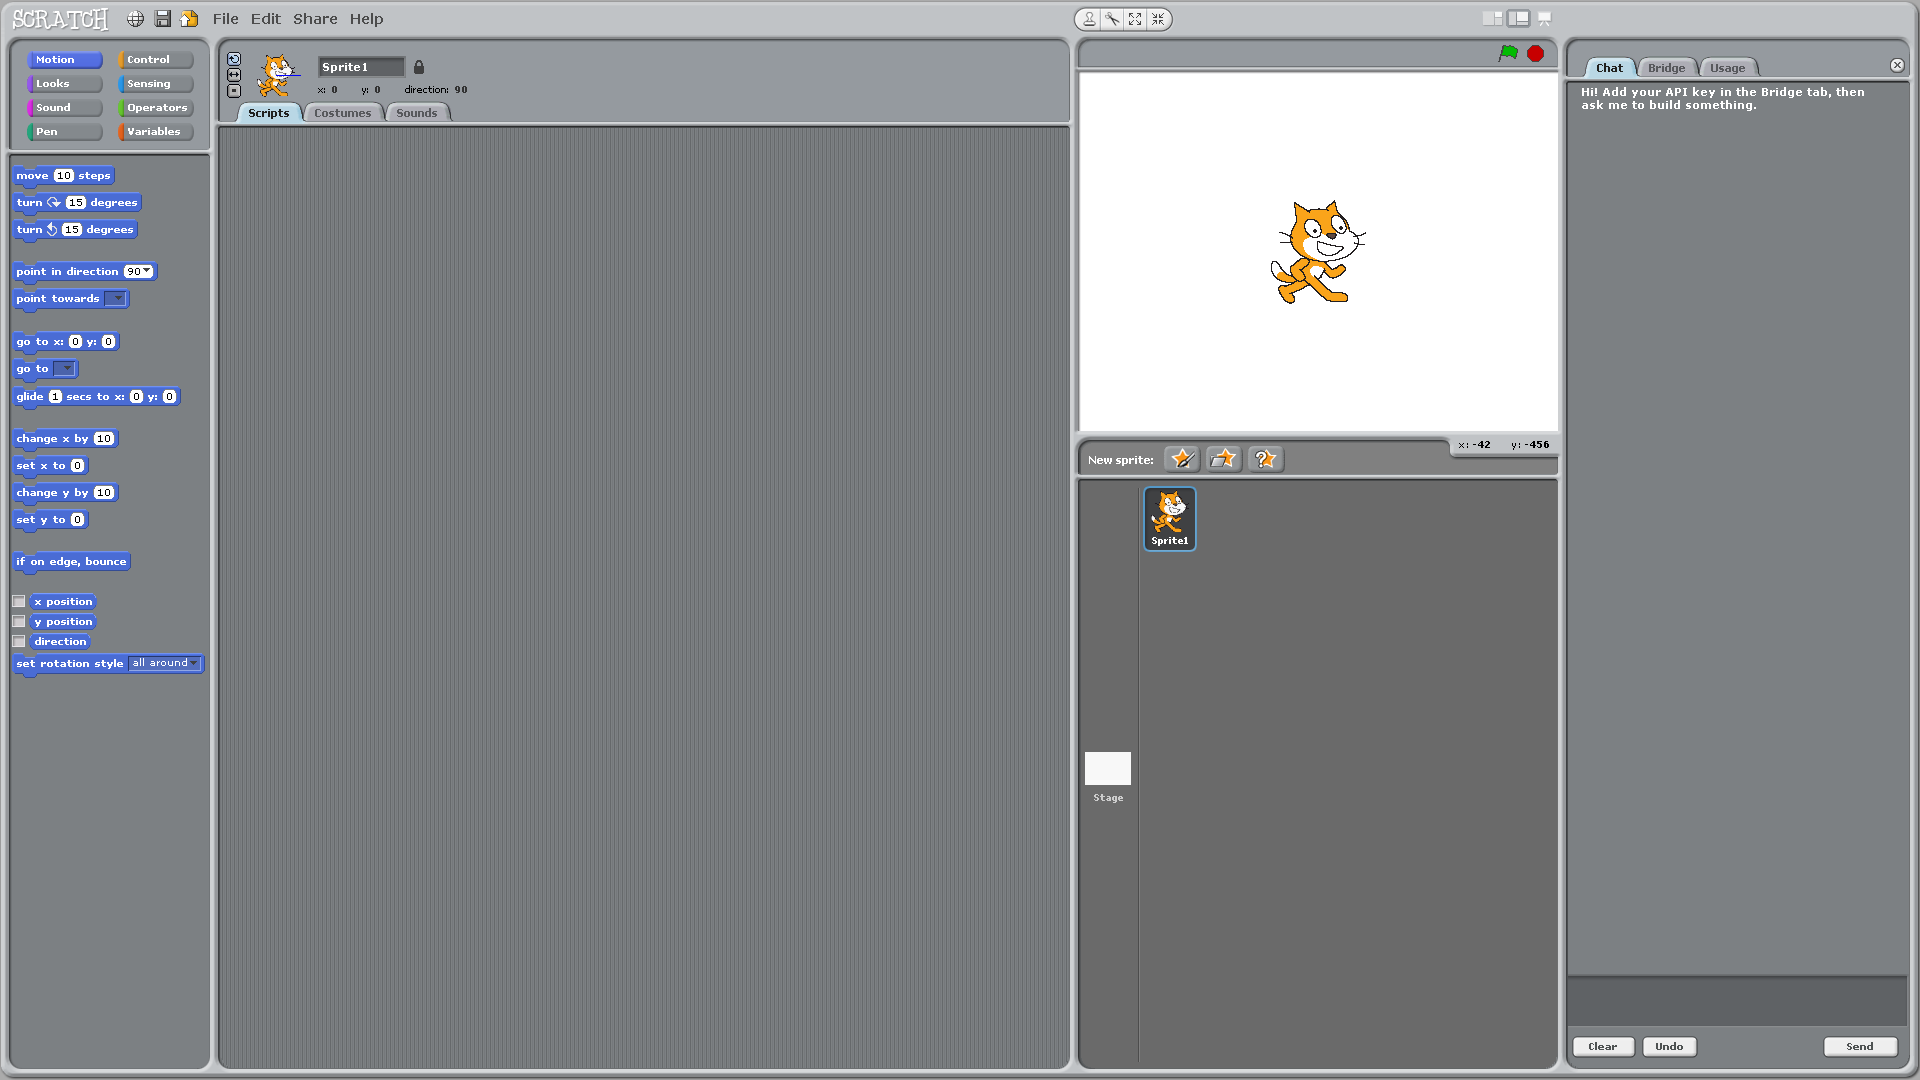 SCRATCH File Edit Share Help
Motion Control
Looks Sensing
Sound Operators
Pen Variables
move 10 steps
turn 15 degrees
turn 15 degrees
point in direction 90
point towards
go to x: 0 y: 0
go to
glide 1 secs to x: 0 y: 0
change x by 10
set x to 0
change y by 10
set y to 0
if on edge, bounce
x position
y position
direction
set rotation style all around
Sprite1
x: 0 y: 0 direction: 90
Scripts Costumes Sounds
x: -42 y: -456
New sprite:
Sprite1
Stage
Chat Bridge Usage
Hi! Add your API key in the Bridge tab, then
ask me to build something.
Clear Undo Send